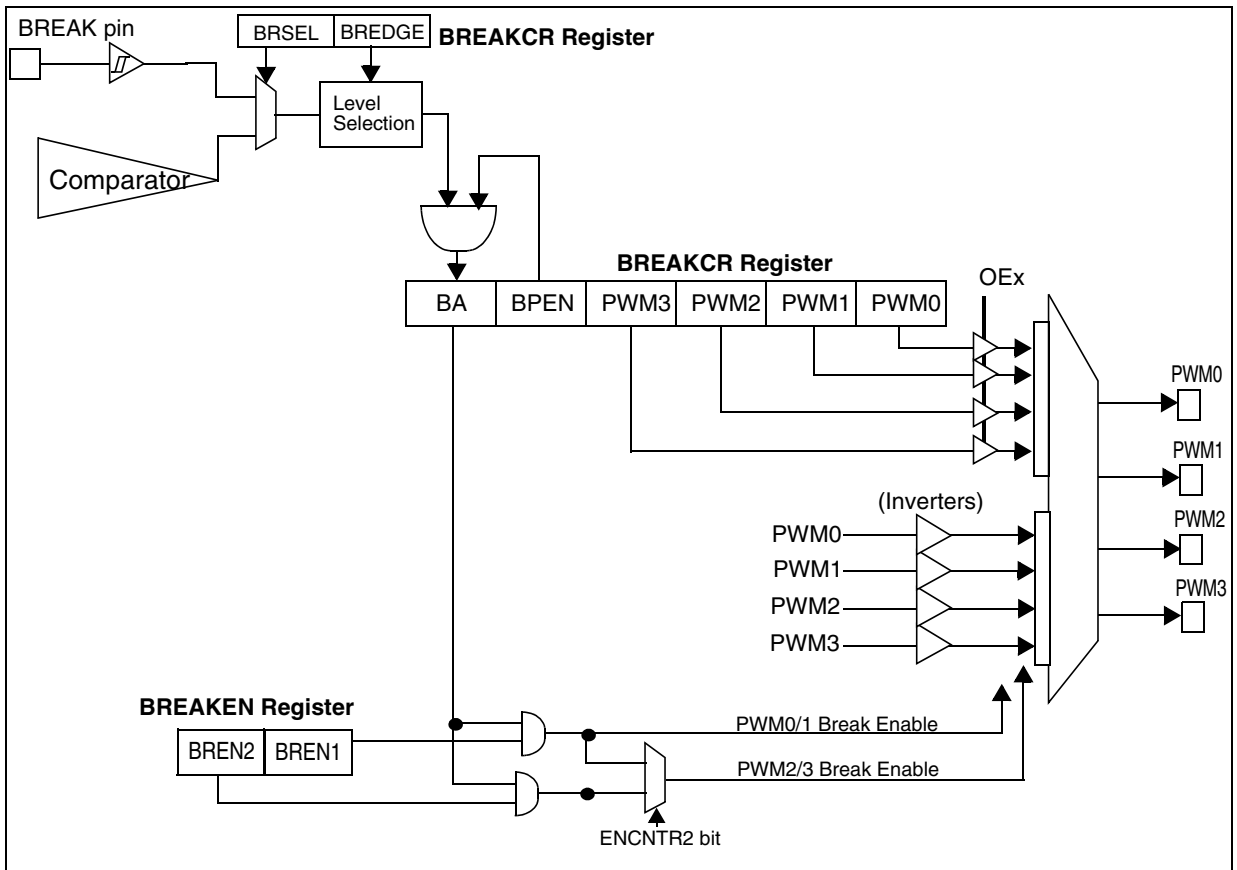 BREAK pin
BRSEL BREDGE BREAKCR Register
Level
Selection
Comparator
BREAKCR Register
OEx
BA BPEN PWM3 PWM2 PWM1 PWM0
PWM0
PWM1
PWM2
PWM3
(Inverters)
PWM0
PWM1
PWM2
PWM3
BREAKEN Register
BREN2 BREN1
PWM0/1 Break Enable
PWM2/3 Break Enable
ENCNTR2 bit